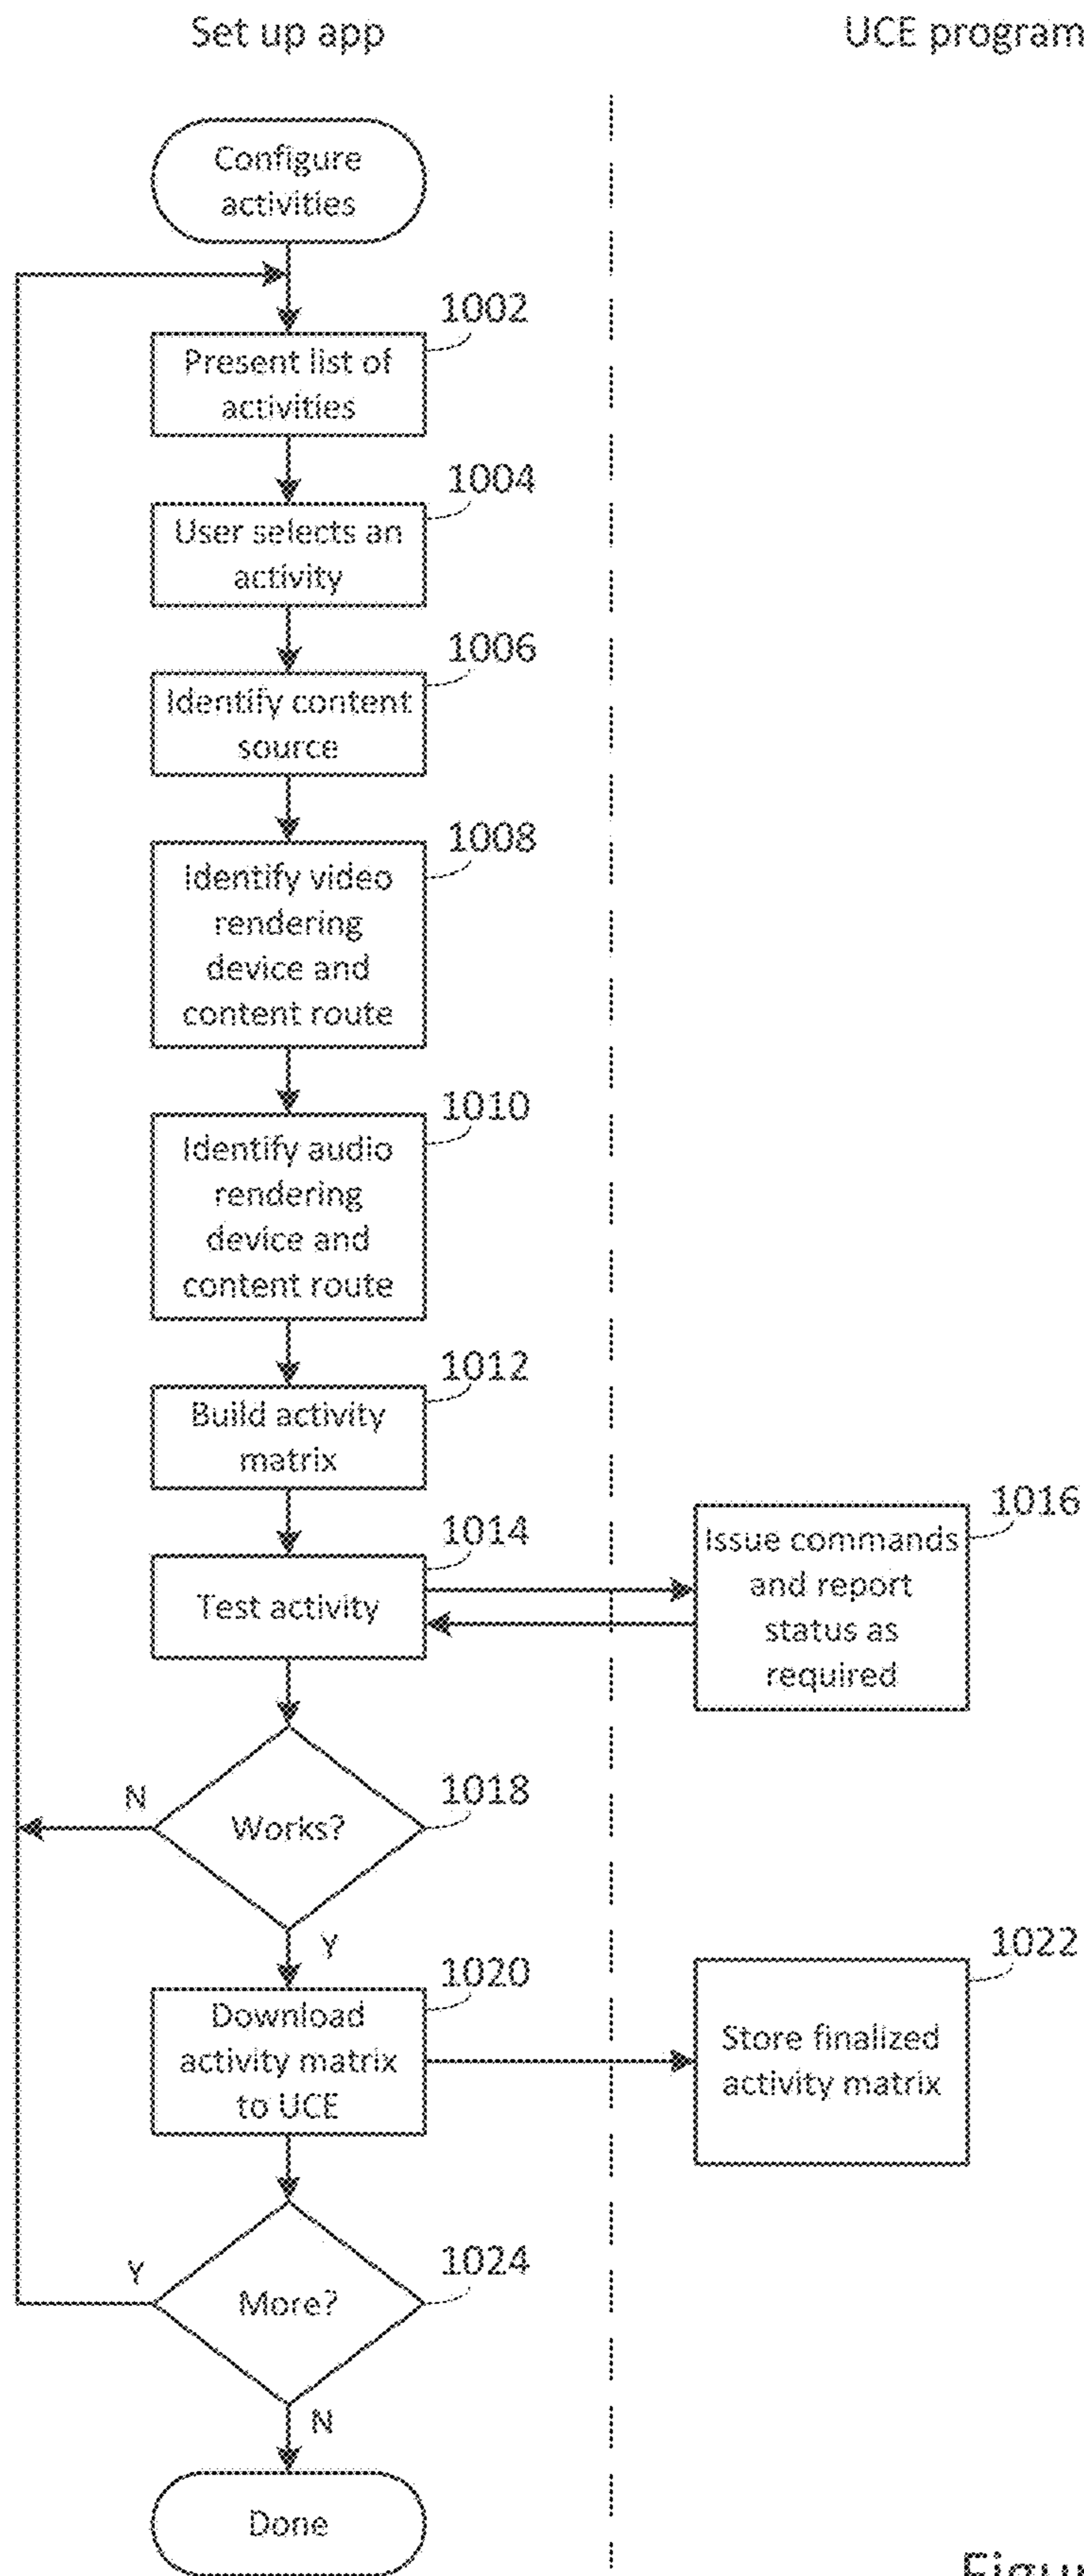 Set up app
UCE program
Configure
activities
1002
Present list of
activities
1004
User selects an
activity
1006
Identify content
source
1008
Identify video
rendering
device and
content route
1010
Identify audio
rendering
device and
content route
1012
Build activity
matrix
1014
Test activity
1016
Issue commands
and report
status as
required
N
Works?
1018
Y
1020
Download
activity matrix
to UCE
1022
Store finalized
activity matrix
Y
More?
1024
N
Done